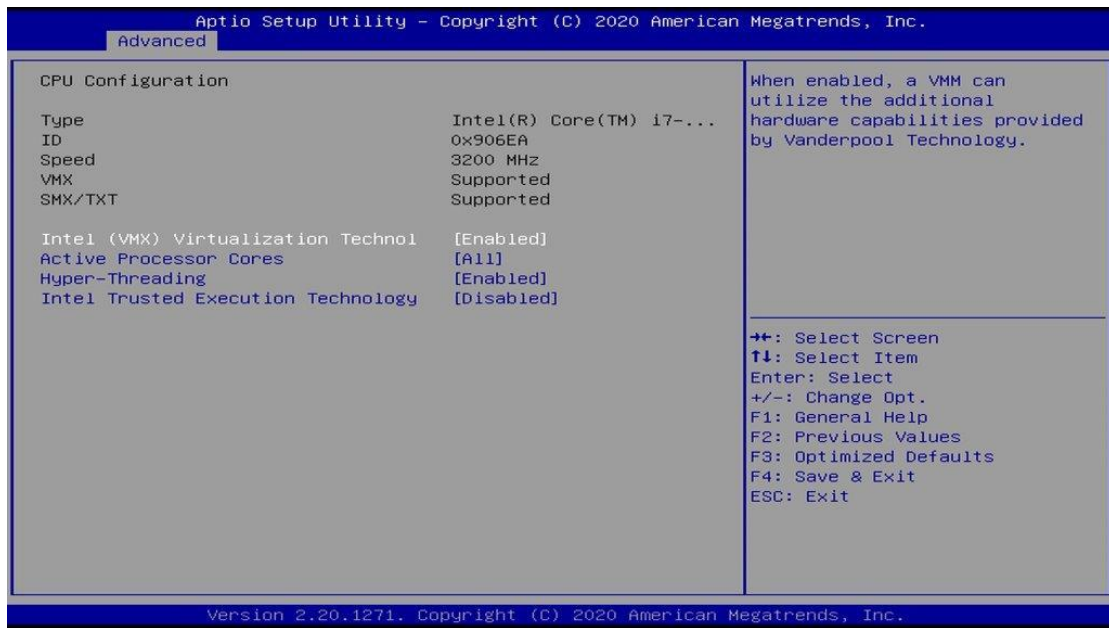 Aptio Setup Utility – Copyright (C) 2020 American Megatrends, Inc.
Advanced
CPU Configuration
Type Intel(R) Core(TM) i7-...
ID 0x906EA
Speed 3200 MHz
VMX Supported
SMX/TXT Supported
Intel (VMX) Virtualization Technol [Enabled]
Active Processor Cores [All]
Hyper-Threading [Enabled]
Intel Trusted Execution Technology [Disabled]
When enabled, a VMM can
utilize the additional
hardware capabilities provided
by Vanderpool Technology.
→←: Select Screen
↑↓: Select Item
Enter: Select
+/-: Change Opt.
F1: General Help
F2: Previous Values
F3: Optimized Defaults
F4: Save & Exit
ESC: Exit
Version 2.20.1271. Copyright (C) 2020 American Megatrends, Inc.